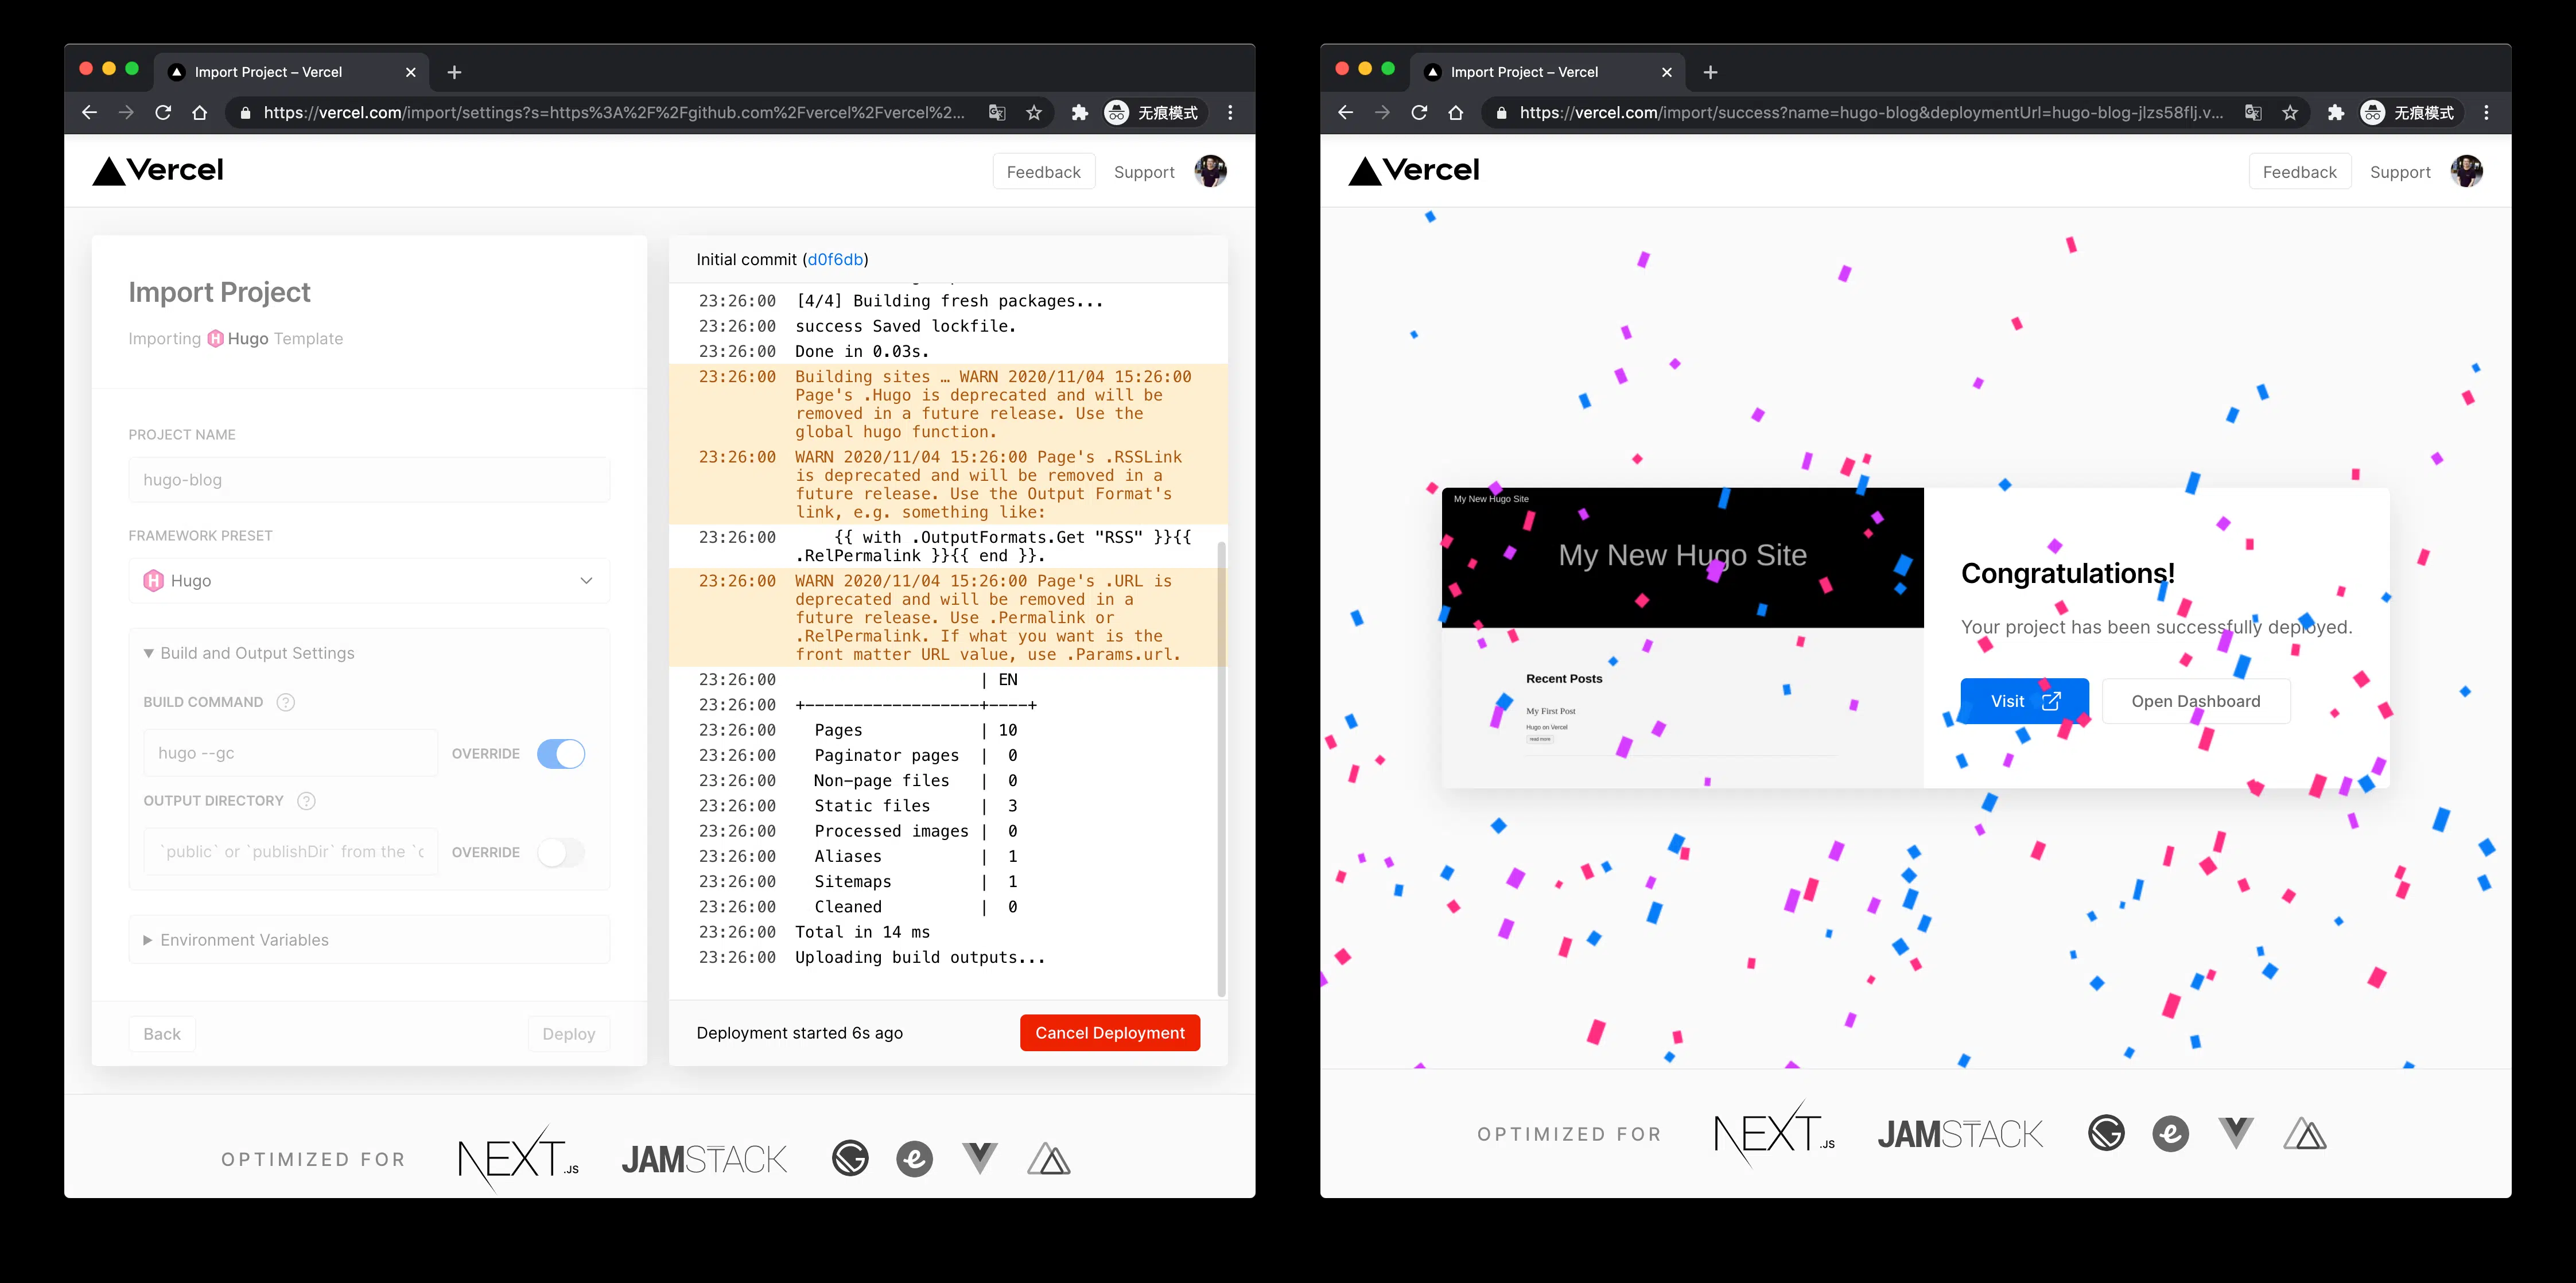 Import Project – Vercel
https://vercel.com/import/settings?s=https%3A%2F%2Fgithub.com%2Fvercel%2Fvercel%2...
无痕模式
Vercel
Feedback
Support
Import Project
Importing Hugo Template
PROJECT NAME
hugo-blog
FRAMEWORK PRESET
Hugo
Build and Output Settings
BUILD COMMAND ?
hugo --gc
OVERRIDE
OUTPUT DIRECTORY ?
`public` or `publishDir` from the `c
OVERRIDE
Environment Variables
Back
Deploy
Initial commit (d0f6db)
23:26:00 [4/4] Building fresh packages...
23:26:00 success Saved lockfile.
23:26:00 Done in 0.03s.
23:26:00 Building sites … WARN 2020/11/04 15:26:00
Page's .Hugo is deprecated and will be
removed in a future release. Use the
global hugo function.
23:26:00 WARN 2020/11/04 15:26:00 Page's .RSSLink
is deprecated and will be removed in a
future release. Use the Output Format's
link, e.g. something like:
23:26:00 {{ with .OutputFormats.Get "RSS" }}{{
.RelPermalink }}{{ end }}.
23:26:00 WARN 2020/11/04 15:26:00 Page's .URL is
deprecated and will be removed in a
future release. Use .Permalink or
.RelPermalink. If what you want is the
front matter URL value, use .Params.url.
23:26:00 | EN
23:26:00 +------------------+----+
23:26:00 Pages | 10
23:26:00 Paginator pages | 0
23:26:00 Non-page files | 0
23:26:00 Static files | 3
23:26:00 Processed images | 0
23:26:00 Aliases | 1
23:26:00 Sitemaps | 1
23:26:00 Cleaned | 0
23:26:00 Total in 14 ms
23:26:00 Uploading build outputs...
Deployment started 6s ago
Cancel Deployment
OPTIMIZED FOR
NEXT.JS
JAMSTACK
Import Project – Vercel
https://vercel.com/import/success?name=hugo-blog&deploymentUrl=hugo-blog-jlzs58flj.v...
无痕模式
Vercel
Feedback
Support
My New Hugo Site
My New Hugo Site
Recent Posts
My First Post
Hugo on Vercel
read more
Congratulations!
Your project has been successfully deployed.
Visit
Open Dashboard
OPTIMIZED FOR
NEXT.JS
JAMSTACK